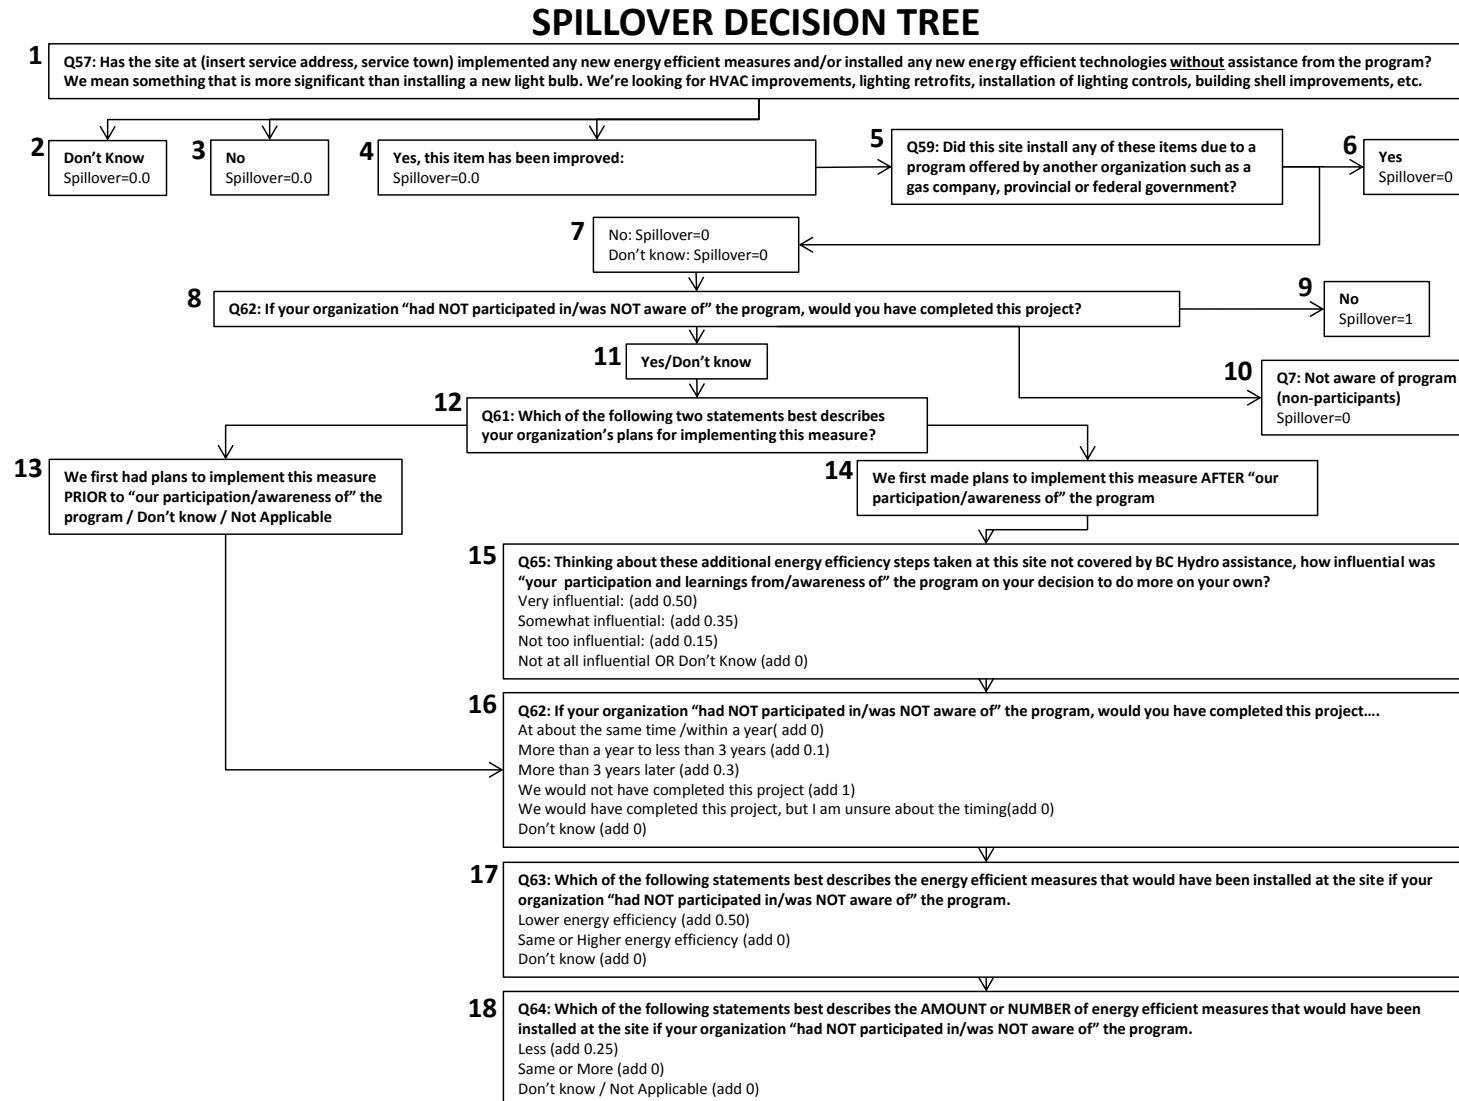 SPILLOVER DECISION TREE
1
Q57: Has the site at (insert service address, service town) implemented any new energy efficient measures and/or installed any new energy efficient technologies without assistance from the program?
We mean something that is more significant than installing a new light bulb. We're looking for HVAC improvements, lighting retrofits, installation of lighting controls, building shell improvements, etc.
2
Don't Know
Spillover=0.0
3
No
Spillover=0.0
4
Yes, this item has been improved:
Spillover=0.0
5
Q59: Did this site install any of these items due to a
program offered by another organization such as a
gas company, provincial or federal government?
6
Yes
Spillover=0
7
No: Spillover=0
Don't know: Spillover=0
8
Q62: If your organization “had NOT participated in/was NOT aware of” the program, would you have completed this project?
9
No
Spillover=1
10
Q7: Not aware of program
(non-participants)
Spillover=0
11
Yes/Don't know
12
Q61: Which of the following two statements best describes
your organization's plans for implementing this measure?
13
We first had plans to implement this measure
PRIOR to “our participation/awareness of” the
program / Don't know / Not Applicable
14
We first made plans to implement this measure AFTER “our
participation/awareness of” the program
15
Q65: Thinking about these additional energy efficiency steps taken at this site not covered by BC Hydro assistance, how influential was
“your  participation and learnings from/awareness of” the program on your decision to do more on your own?
Very influential: (add 0.50)
Somewhat influential: (add 0.35)
Not too influential: (add 0.15)
Not at all influential OR Don't Know (add 0)
16
Q62: If your organization “had NOT participated in/was NOT aware of” the program, would you have completed this project….
At about the same time /within a year( add 0)
More than a year to less than 3 years (add 0.1)
More than 3 years later (add 0.3)
We would not have completed this project (add 1)
We would have completed this project, but I am unsure about the timing(add 0)
Don't know (add 0)
17
Q63: Which of the following statements best describes the energy efficient measures that would have been installed at the site if your
organization “had NOT participated in/was NOT aware of” the program.
Lower energy efficiency (add 0.50)
Same or Higher energy efficiency (add 0)
Don't know (add 0)
18
Q64: Which of the following statements best describes the AMOUNT or NUMBER of energy efficient measures that would have been
installed at the site if your organization “had NOT participated in/was NOT aware of” the program.
Less (add 0.25)
Same or More (add 0)
Don't know / Not Applicable (add 0)